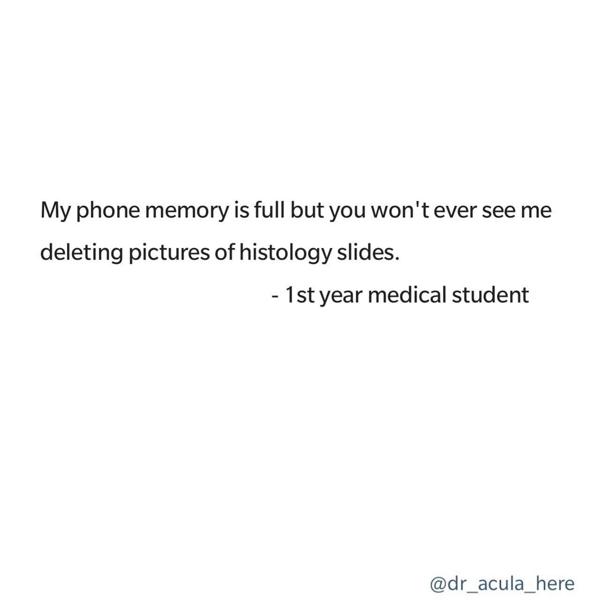 My phone memory is full but you won't ever see me
deleting pictures of histology slides.
- 1st year medical student
@dr_acula_here